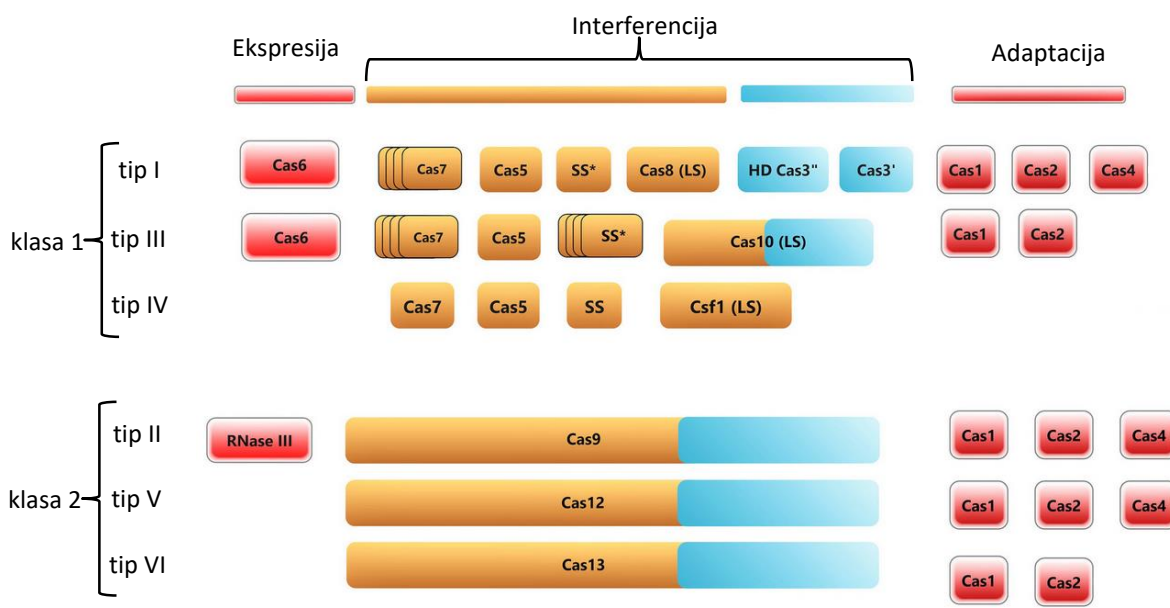 Interferencija
Ekspresija
Adaptacija
klasa 1
tip I
Cas6
Cas7
Cas5
SS*
Cas8 (LS)
HD Cas3"
Cas3'
Cas1
Cas2
Cas4
tip III
Cas6
Cas7
Cas5
SS*
Cas10 (LS)
Cas1
Cas2
tip IV
Cas7
Cas5
SS
Csf1 (LS)
klasa 2
tip II
RNase III
Cas9
Cas1
Cas2
Cas4
tip V
Cas12
Cas1
Cas2
Cas4
tip VI
Cas13
Cas1
Cas2